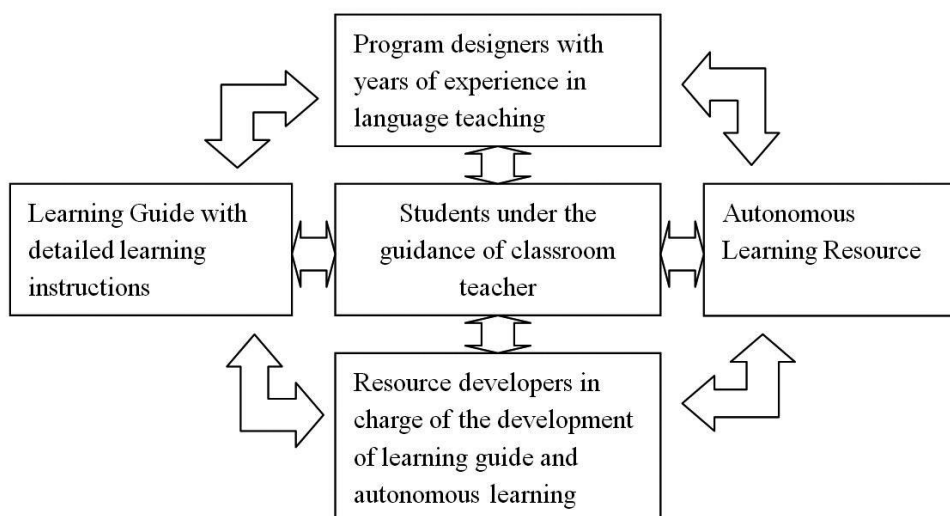 Program designers with
years of experience in
language teaching
Learning Guide with
detailed learning
instructions
Students under the
guidance of classroom
teacher
Autonomous
Learning Resource
Resource developers in
charge of the development
of learning guide and
autonomous learning